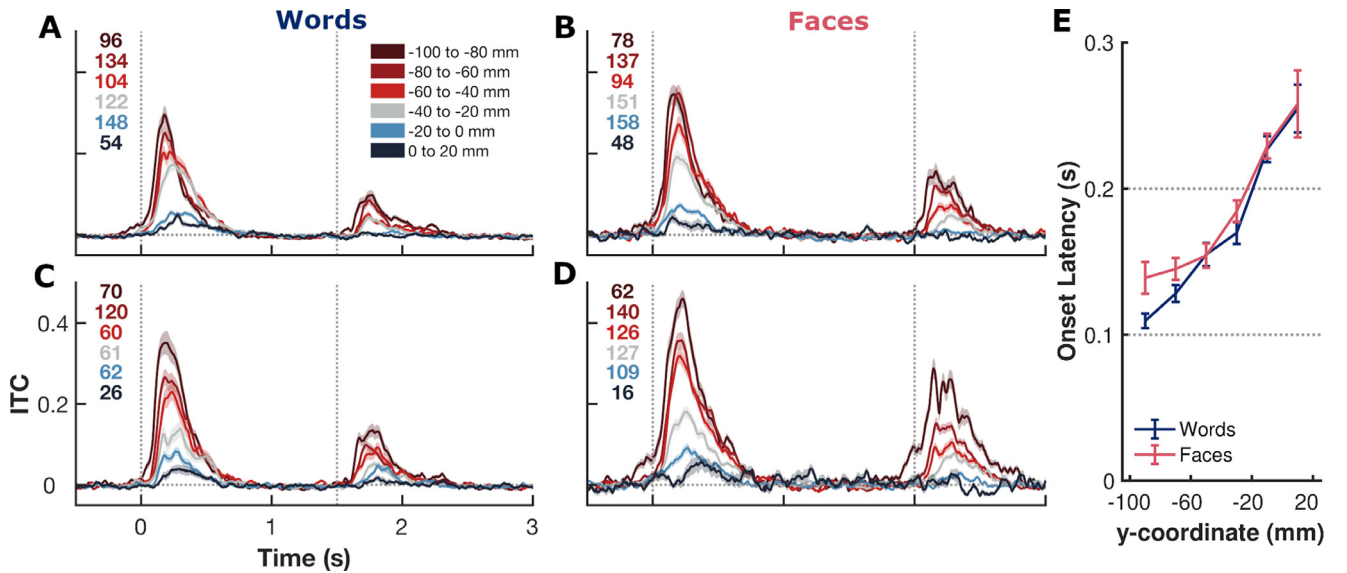 A
Words
96
134
104
122
148
54
-100 to -80 mm
-80 to -60 mm
-60 to -40 mm
-40 to -20 mm
-20 to 0 mm
0 to 20 mm
B
Faces
78
137
94
151
158
48
C
70
120
60
61
62
26
0.4
0.2
0
ITC
0
1
2
3
Time (s)
D
62
140
126
127
109
16
E
0.3
0.2
0.1
0
Onset Latency (s)
Words
Faces
-100
-60
-20
20
y-coordinate (mm)